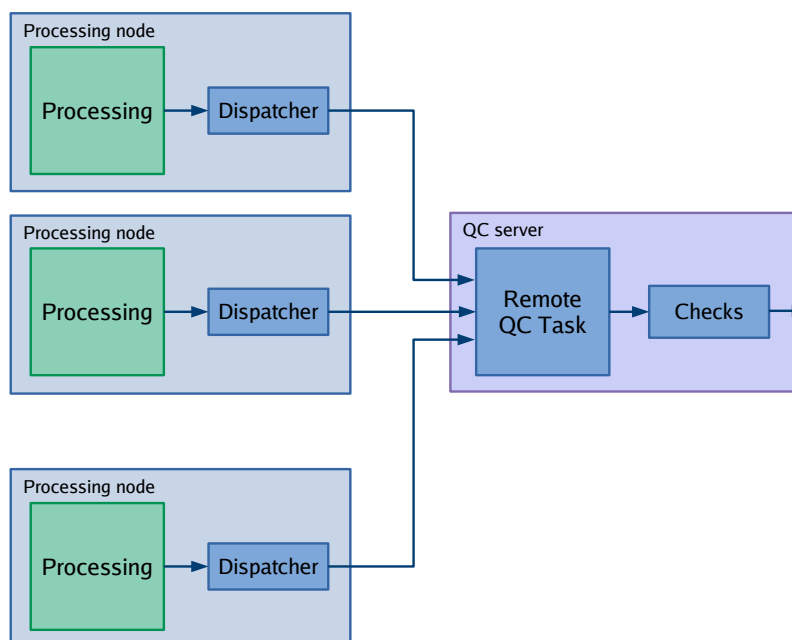 Processing node
Processing
Dispatcher
Processing node
Processing
Dispatcher
QC server
Remote
QC Task
Checks
Processing node
Processing
Dispatcher